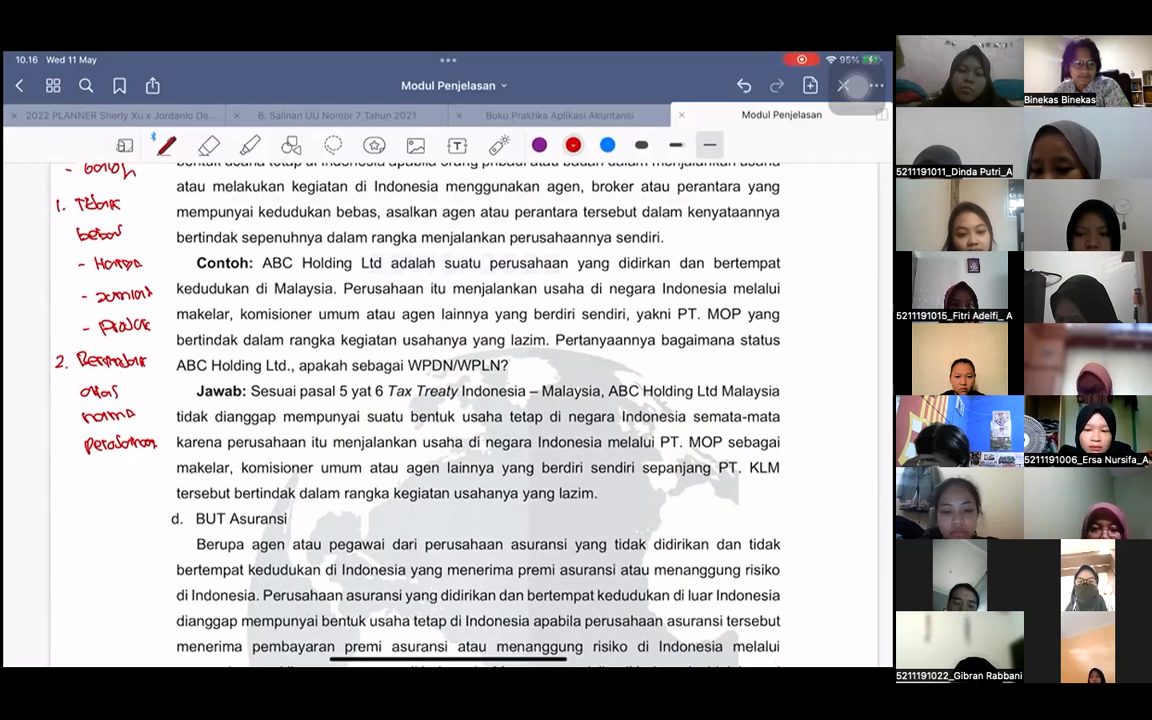 10.16 Wed 11 May
95%
Modul Penjelasan
2022 PLANNER Sherly Xu x Jordanio De...
6. Salinan UU Nomor 7 Tahun 2021
Buku Praktika Aplikasi Akuntansi
Modul Penjelasan
atau melakukan kegiatan di Indonesia menggunakan agen, broker atau perantara yang
mempunyai kedudukan bebas, asalkan agen atau perantara tersebut dalam kenyataannya
bertindak sepenuhnya dalam rangka menjalankan perusahaannya sendiri.
Contoh: ABC Holding Ltd adalah suatu perusahaan yang didirkan dan bertempat
kedudukan di Malaysia. Perusahaan itu menjalankan usaha di negara Indonesia melalui
makelar, komisioner umum atau agen lainnya yang berdiri sendiri, yakni PT. MOP yang
bertindak dalam rangka kegiatan usahanya yang lazim. Pertanyaannya bagaimana status
ABC Holding Ltd., apakah sebagai WPDN/WPLN?
Jawab: Sesuai pasal 5 yat 6 Tax Treaty Indonesia – Malaysia, ABC Holding Ltd Malaysia
tidak dianggap mempunyai suatu bentuk usaha tetap di negara Indonesia semata-mata
karena perusahaan itu menjalankan usaha di negara Indonesia melalui PT. MOP sebagai
makelar, komisioner umum atau agen lainnya yang berdiri sendiri sepanjang PT. KLM
tersebut bertindak dalam rangka kegiatan usahanya yang lazim.
d. BUT Asuransi
Berupa agen atau pegawai dari perusahaan asuransi yang tidak didirikan dan tidak
bertempat kedudukan di Indonesia yang menerima premi asuransi atau menanggung risiko
di Indonesia. Perusahaan asuransi yang didirikan dan bertempat kedudukan di luar Indonesia
dianggap mempunyai bentuk usaha tetap di Indonesia apabila perusahaan asuransi tersebut
menerima pembayaran premi asuransi atau menanggung risiko di Indonesia melalui
1. Tidak
bebas
- Harga
- Jumlah
- Produk
2.
atas
nama
perusahaan
Binekas Binekas
5211191011_Dinda Putri_A
5211191015_Fitri Adelfi_ A
5211191006_Ersa Nursifa_A
5211191022_Gibran Rabbani